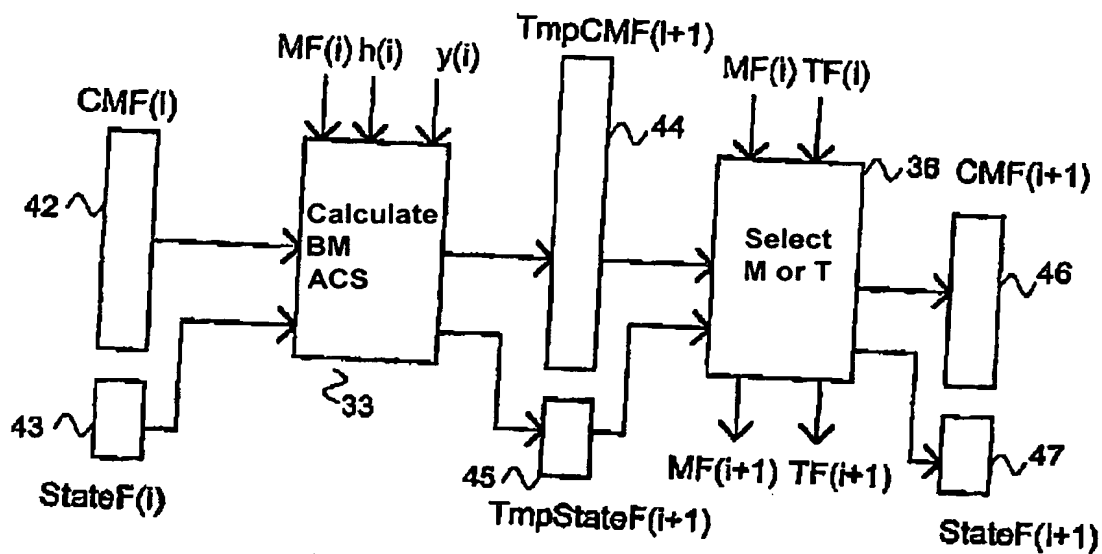 TmpCMF(i+1)
MF(i) h(i) y(i)
MF(i) TF(i)
CMF(i)
44
36
CMF(i+1)
42
Calculate
BM
ACS
Select
M or T
46
43
33
45
MF(i+1) TF(i+1)
47
StateF(i)
TmpStateF(i+1)
StateF(i+1)